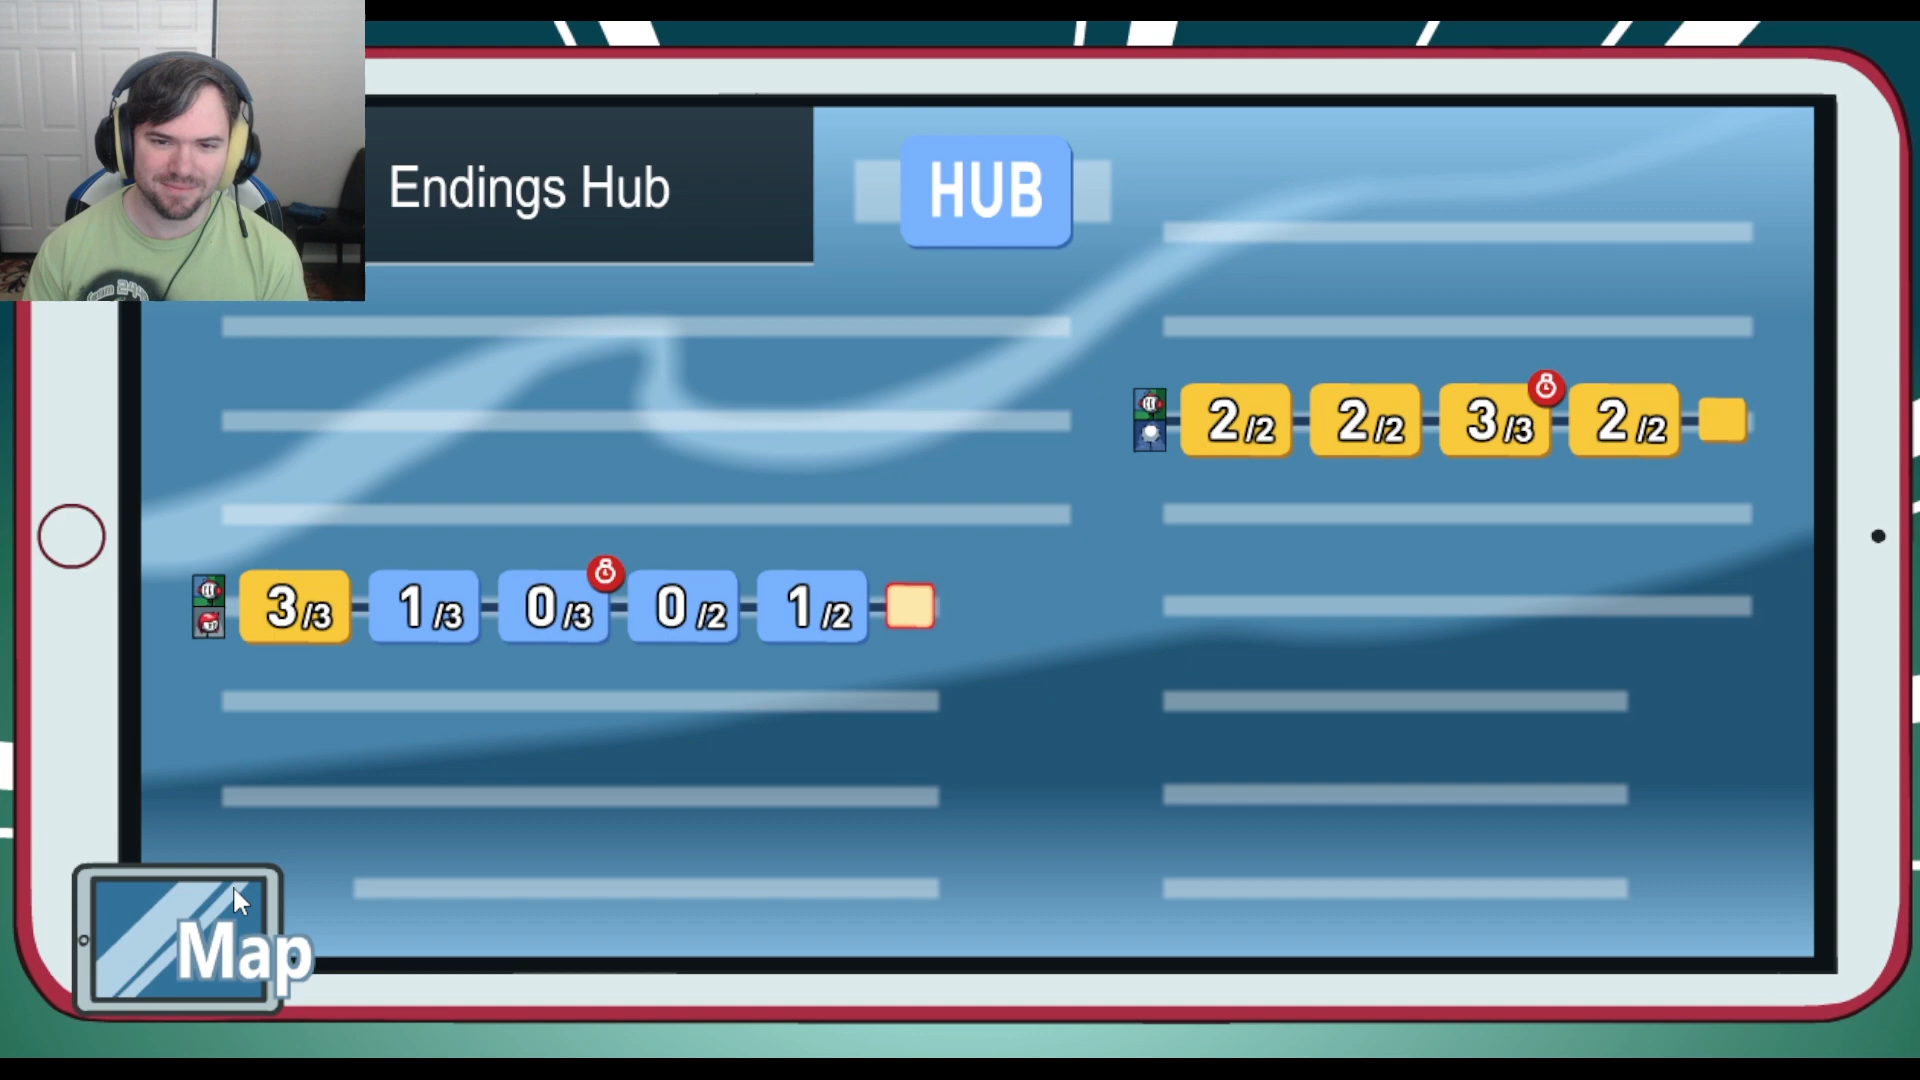 Endings Hub
HUB
2/2 2/2 3/3 2/2
3/3 1/3 0/3 0/2 1/2
Map